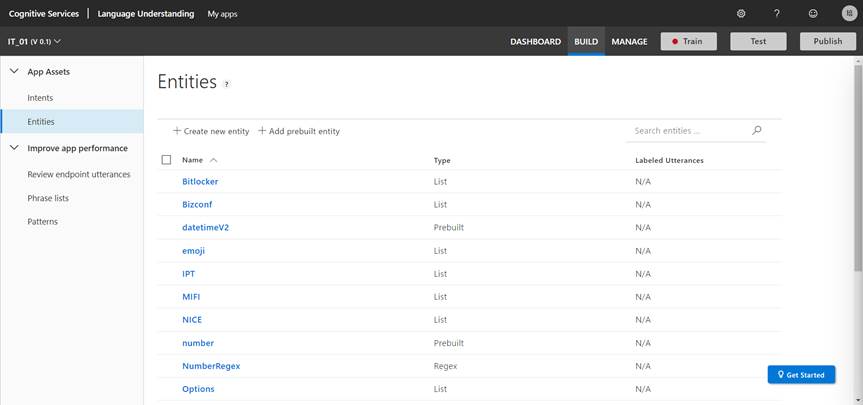 Cognitive Services | Language Understanding My apps ?
IT_01 (V 0.1) DASHBOARD BUILD MANAGE Train Test Publish
App Assets
Intents
Entities
Improve app performance
Review endpoint utterances
Phrase lists
Patterns
Entities ?
+ Create new entity + Add prebuilt entity Search entities ...
Name Type Labeled Utterances
Bitlocker List N/A
Bizconf List N/A
datetimeV2 Prebuilt N/A
emoji List N/A
IPT List N/A
MIFI List N/A
NICE List N/A
number Prebuilt N/A
NumberRegex Regex N/A
Options List N/A
Get Started